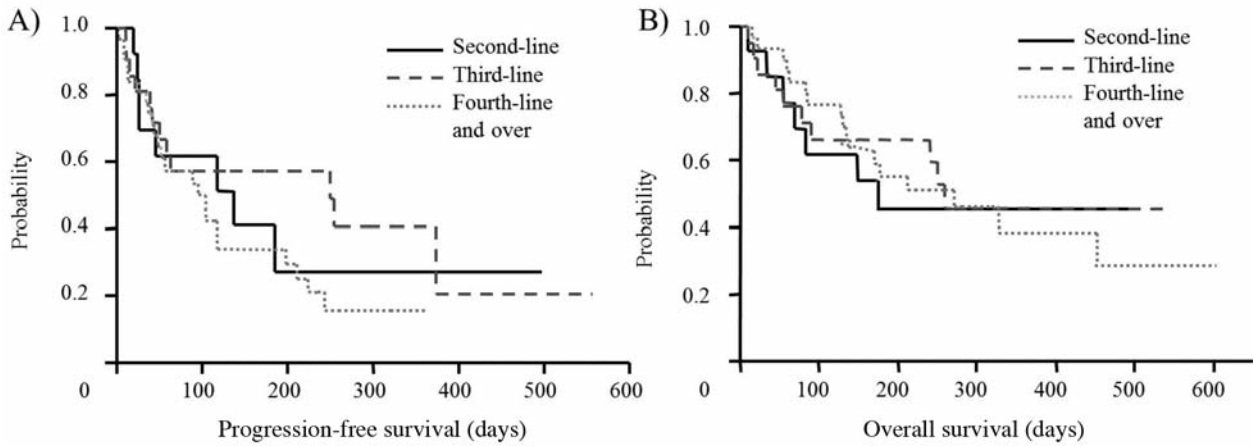 A)
1.0
0.8
0.6
0.4
0.2
0
100
200
300
400
500
600
Probability
Progression-free survival (days)
Second-line
Third-line
Fourth-line
and over
B)
1.0
0.8
0.6
0.4
0.2
0
100
200
300
400
500
600
Probability
Overall survival (days)
Second-line
Third-line
Fourth-line
and over